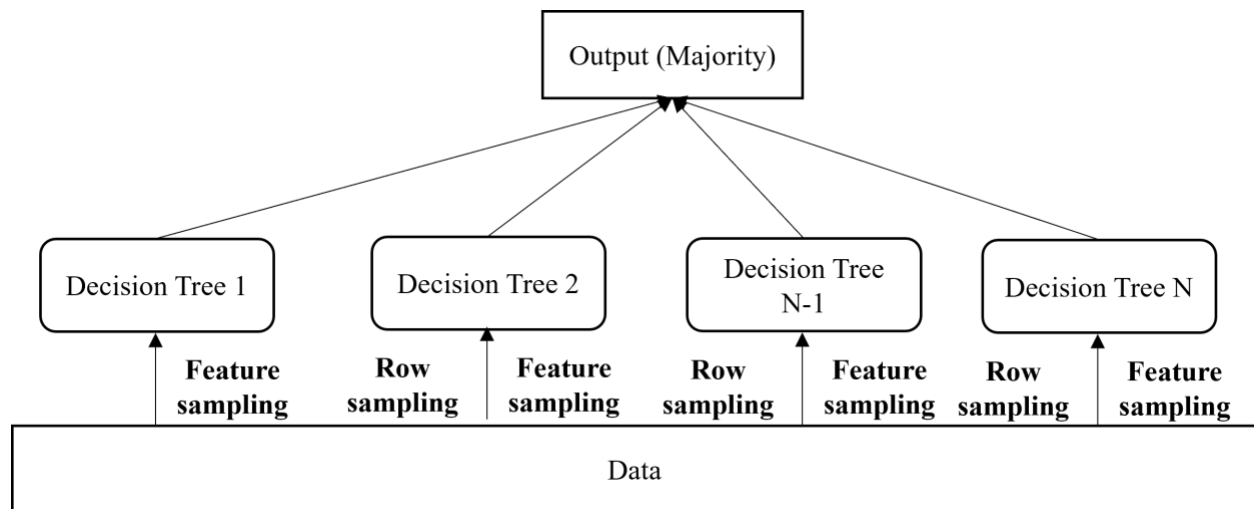 Output (Majority)
Decision Tree 1
Decision Tree 2
Decision Tree
N-1
Decision Tree N
Feature
sampling
Row
sampling
Feature
sampling
Row
sampling
Feature
sampling
Row
sampling
Feature
sampling
Data